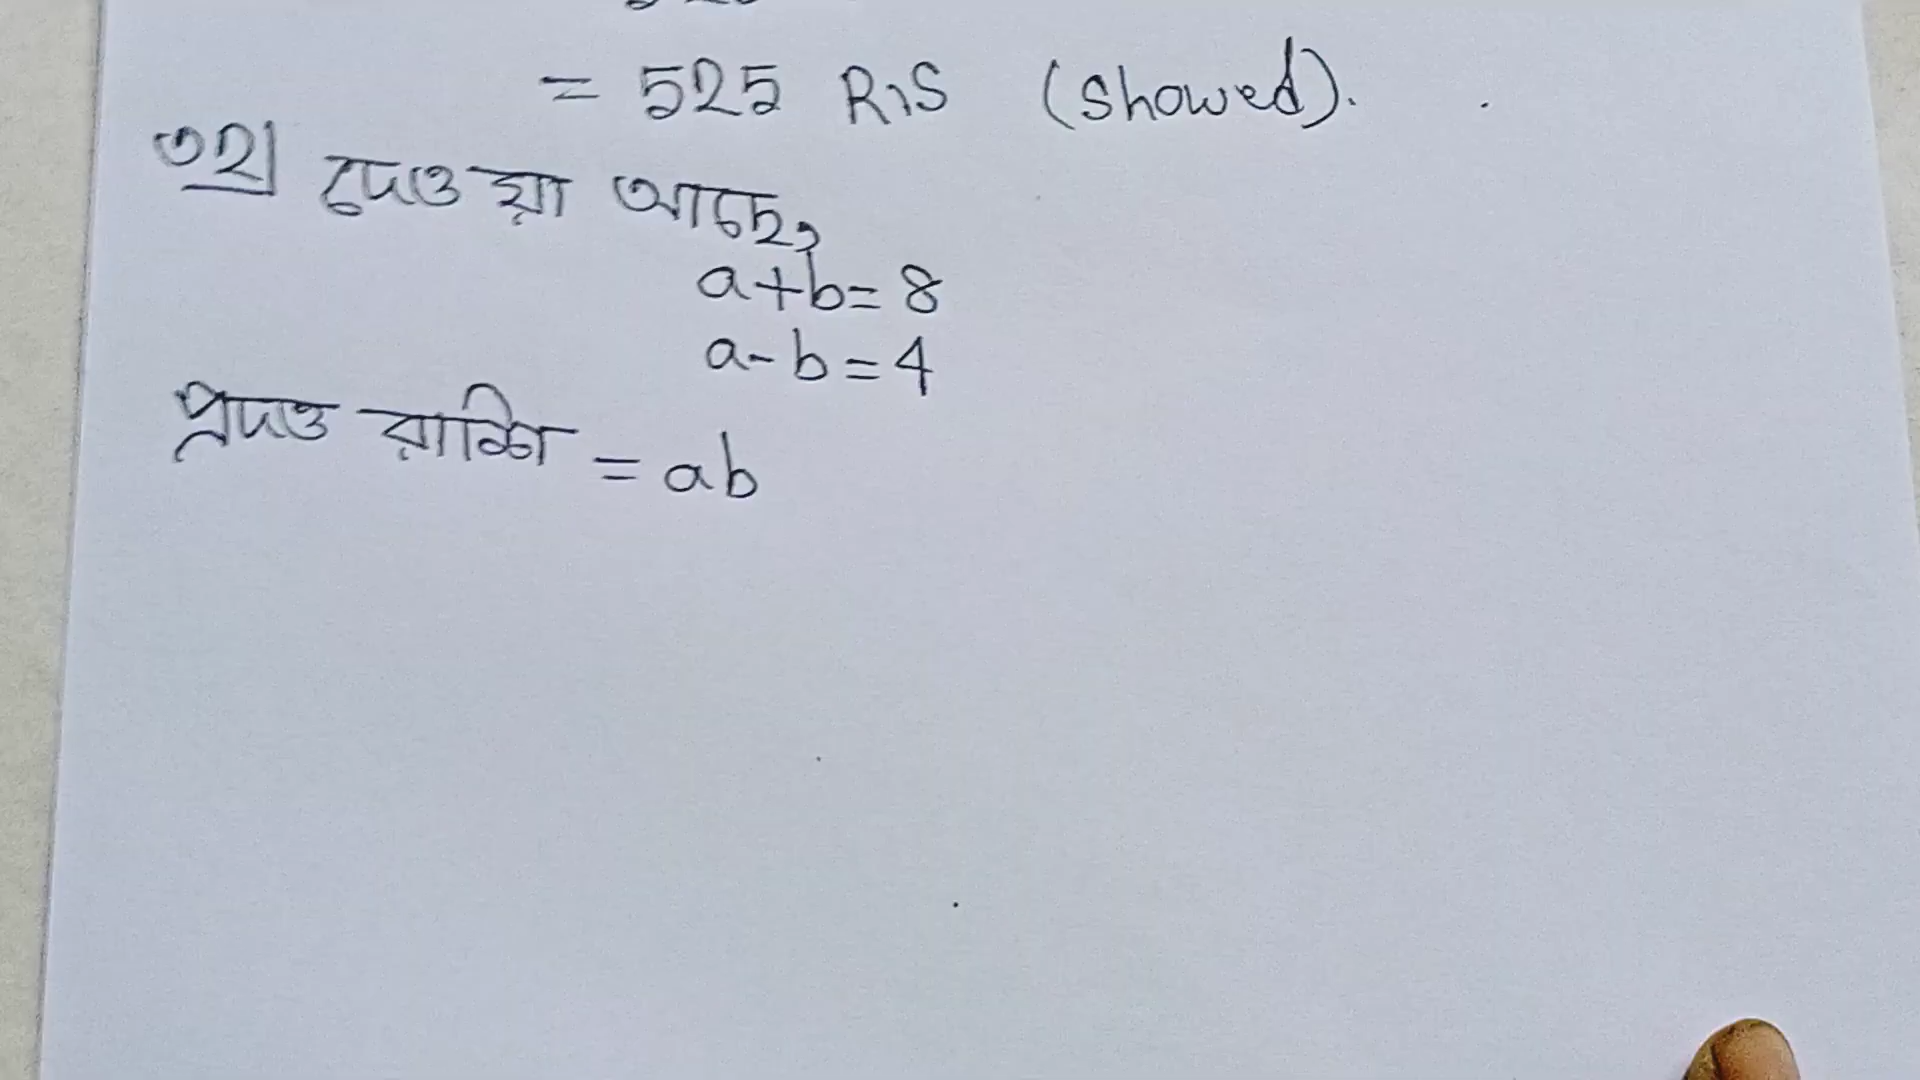 = 525 R.S (showed).
৩২। দেওয়া আছে,
a+b= 8
a-b=4
প্রদত্ত রাশি = ab